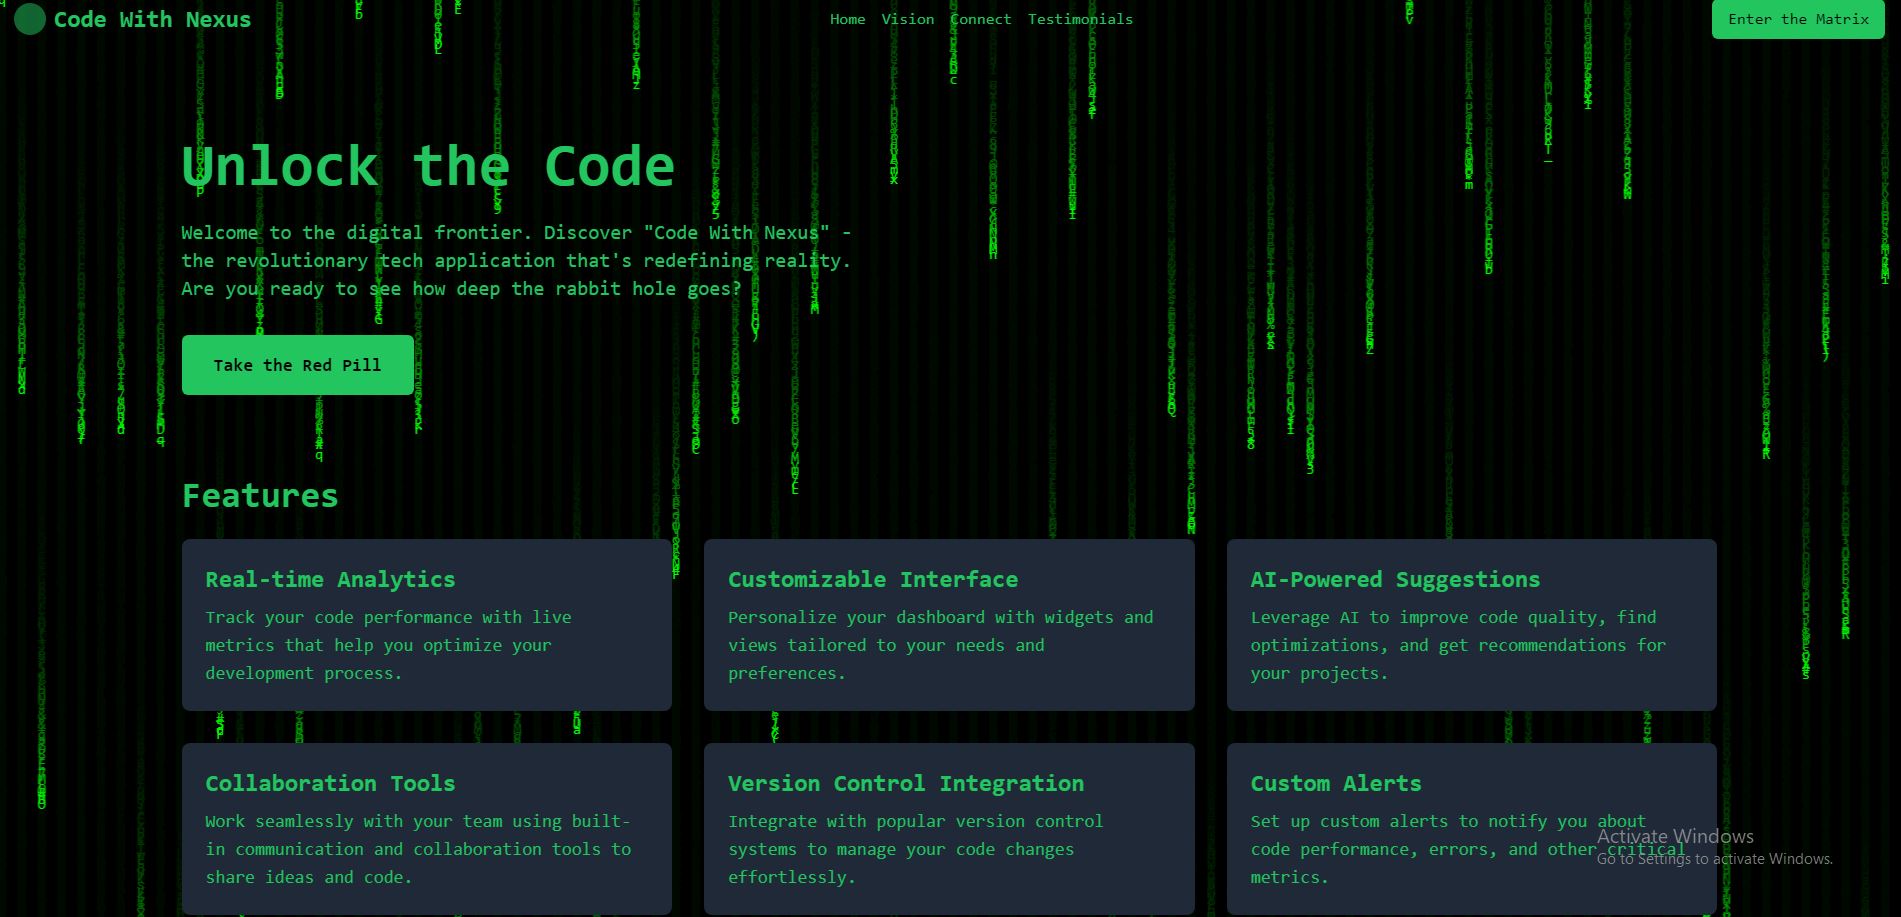 Code With Nexus
Home Vision Connect Testimonials
Enter the Matrix
Unlock the Code
Welcome to the digital frontier. Discover "Code With Nexus" -
the revolutionary tech application that's redefining reality.
Are you ready to see how deep the rabbit hole goes?
Take the Red Pill
Features
Real-time Analytics
Track your code performance with live
metrics that help you optimize your
development process.
Customizable Interface
Personalize your dashboard with widgets and
views tailored to your needs and
preferences.
AI-Powered Suggestions
Leverage AI to improve code quality, find
optimizations, and get recommendations for
your projects.
Collaboration Tools
Work seamlessly with your team using built-
in communication and collaboration tools to
share ideas and code.
Version Control Integration
Integrate with popular version control
systems to manage your code changes
effortlessly.
Custom Alerts
Set up custom alerts to notify you about
code performance, errors, and other critical
metrics.
Activate Windows
Go to Settings to activate Windows.